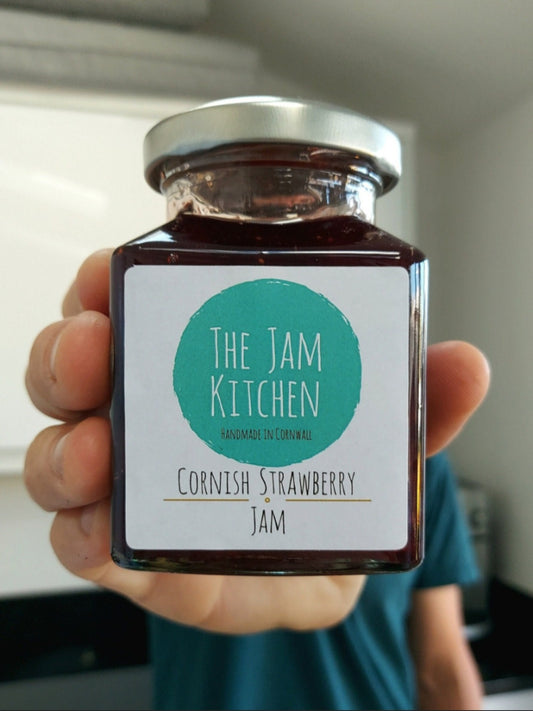 The Jam
Kitchen
Handmade in Cornwall
Cornish Strawberry
Jam